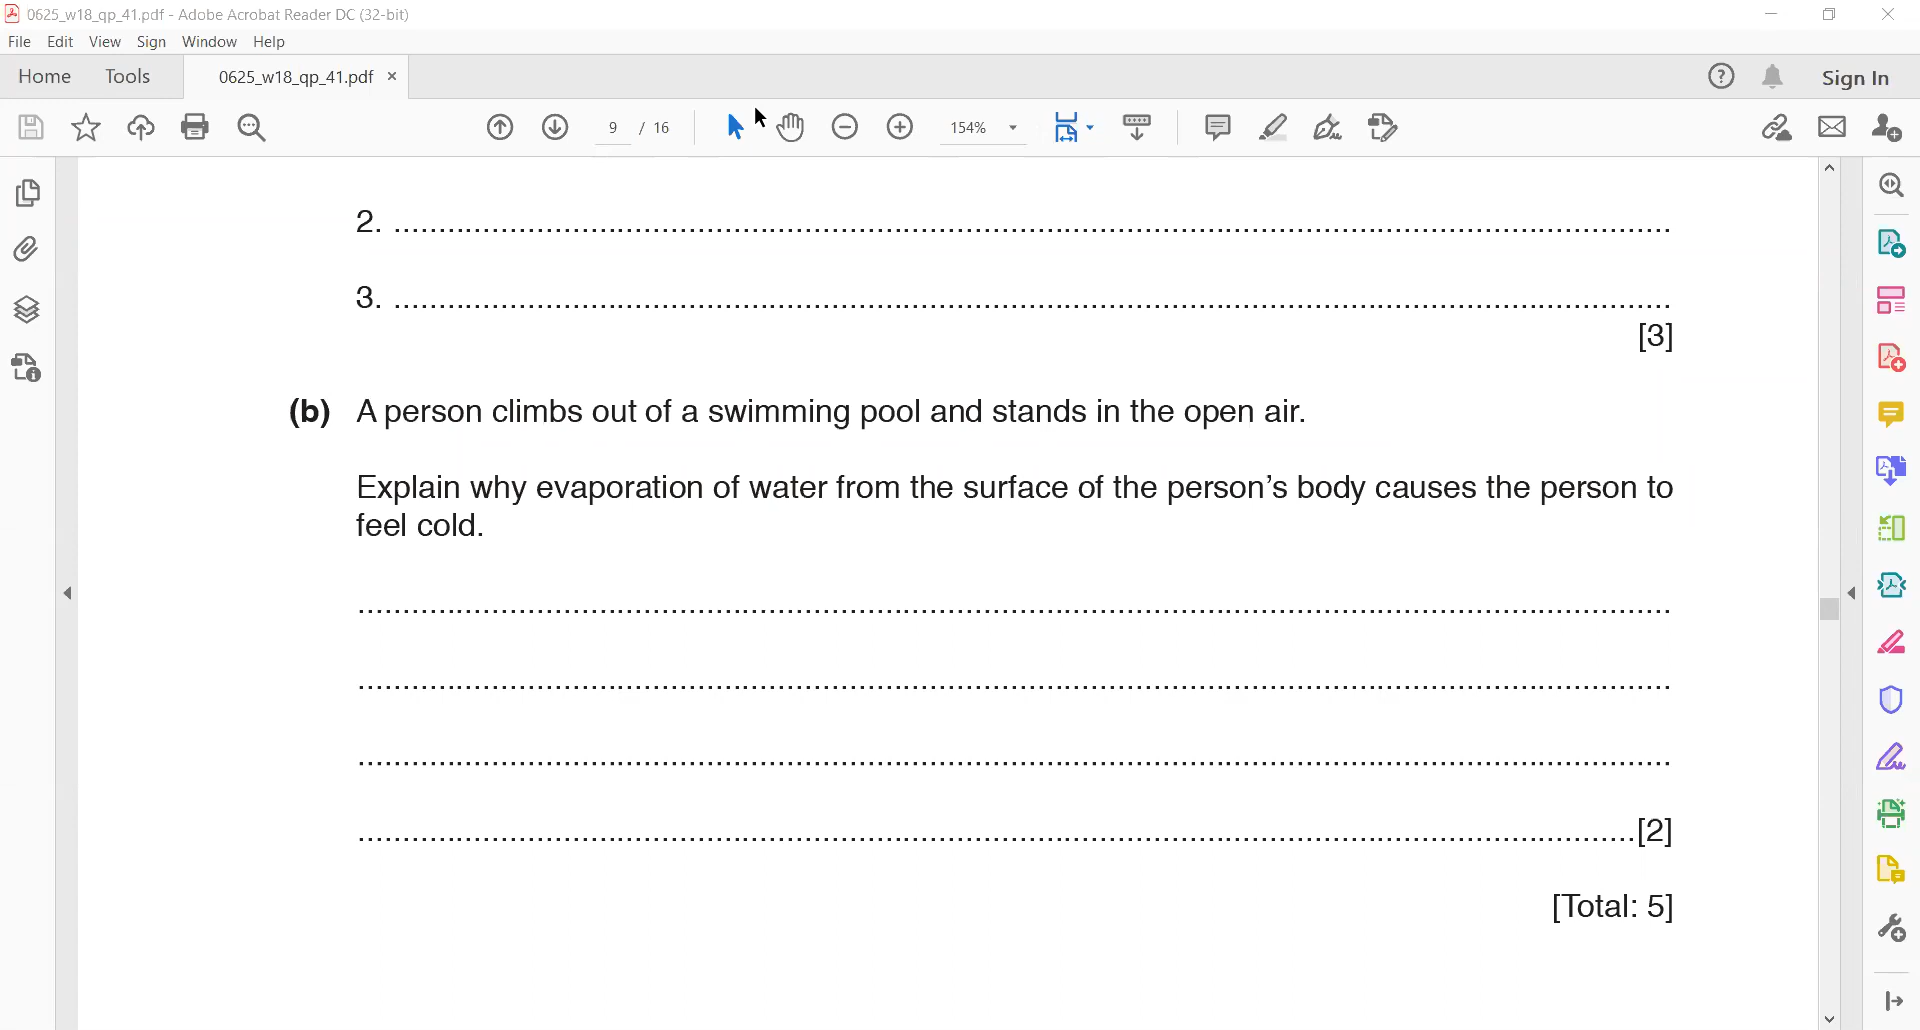 0625_w18_qp_41.pdf - Adobe Acrobat Reader DC (32-bit)
File Edit View Sign Window Help
Home Tools 0625_w18_qp_41.pdf × Sign In
9 / 16 154%
2. ........................................................................
3. ........................................................................
[3]
(b) A person climbs out of a swimming pool and stands in the open air.
Explain why evaporation of water from the surface of the person's body causes the person to
feel cold.
........................................................................
........................................................................
........................................................................
........................................................................[2]
[Total: 5]